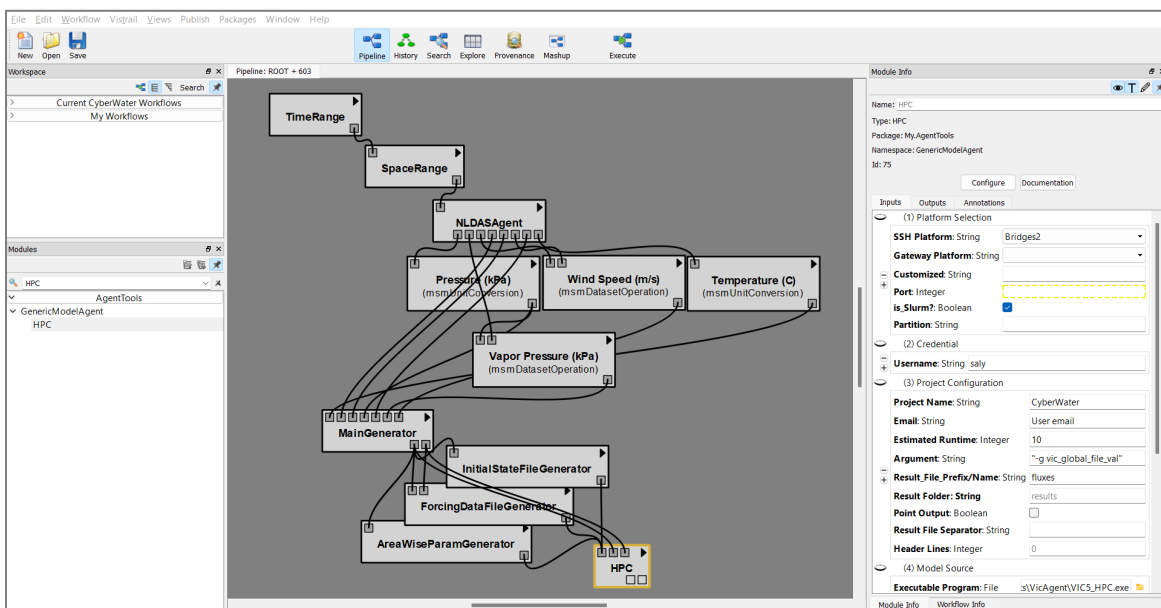 File Edit Workflow Vistrail Views Publish Packages Window Help
New Open Save
Pipeline History Search Explore Provenance Mashup Execute
Workspace
Search
Current CyberWater Workflows
My Workflows
Modules
HPC
AgentTools
GenericModelAgent
HPC
Pipeline: ROOT + 603
TimeRange
SpaceRange
NLDASAgent
Pressure (kPa)
(msmUnitConversion)
Wind Speed (m/s)
(msmDatasetOperation)
Temperature (C)
(msmUnitConversion)
Vapor Pressure (kPa)
(msmDatasetOperation)
MainGenerator
InitialStateFileGenerator
ForcingDataFileGenerator
AreaWiseParamGenerator
HPC
Module Info
Name: HPC
Type: HPC
Package: My.AgentTools
Namespace: GenericModelAgent
Id: 75
Configure Documentation
Inputs Outputs Annotations
(1) Platform Selection
SSH Platform: String Bridges2
Gateway Platform: String
Customized: String
Port: Integer
is_Slurm?: Boolean
Partition: String
(2) Credential
Username: String saly
(3) Project Configuration
Project Name: String CyberWater
Email: String User email
Estimated Runtime: Integer 10
Argument: String "-g vic_global_file_val"
Result_File_Prefix/Name: String fluxes
Result Folder: String results
Point Output: Boolean
Result File Separator: String
Header Lines: Integer 0
(4) Model Source
Executable Program: File :s\VicAgent\VIC5_HPC.exe
Module Info Workflow Info